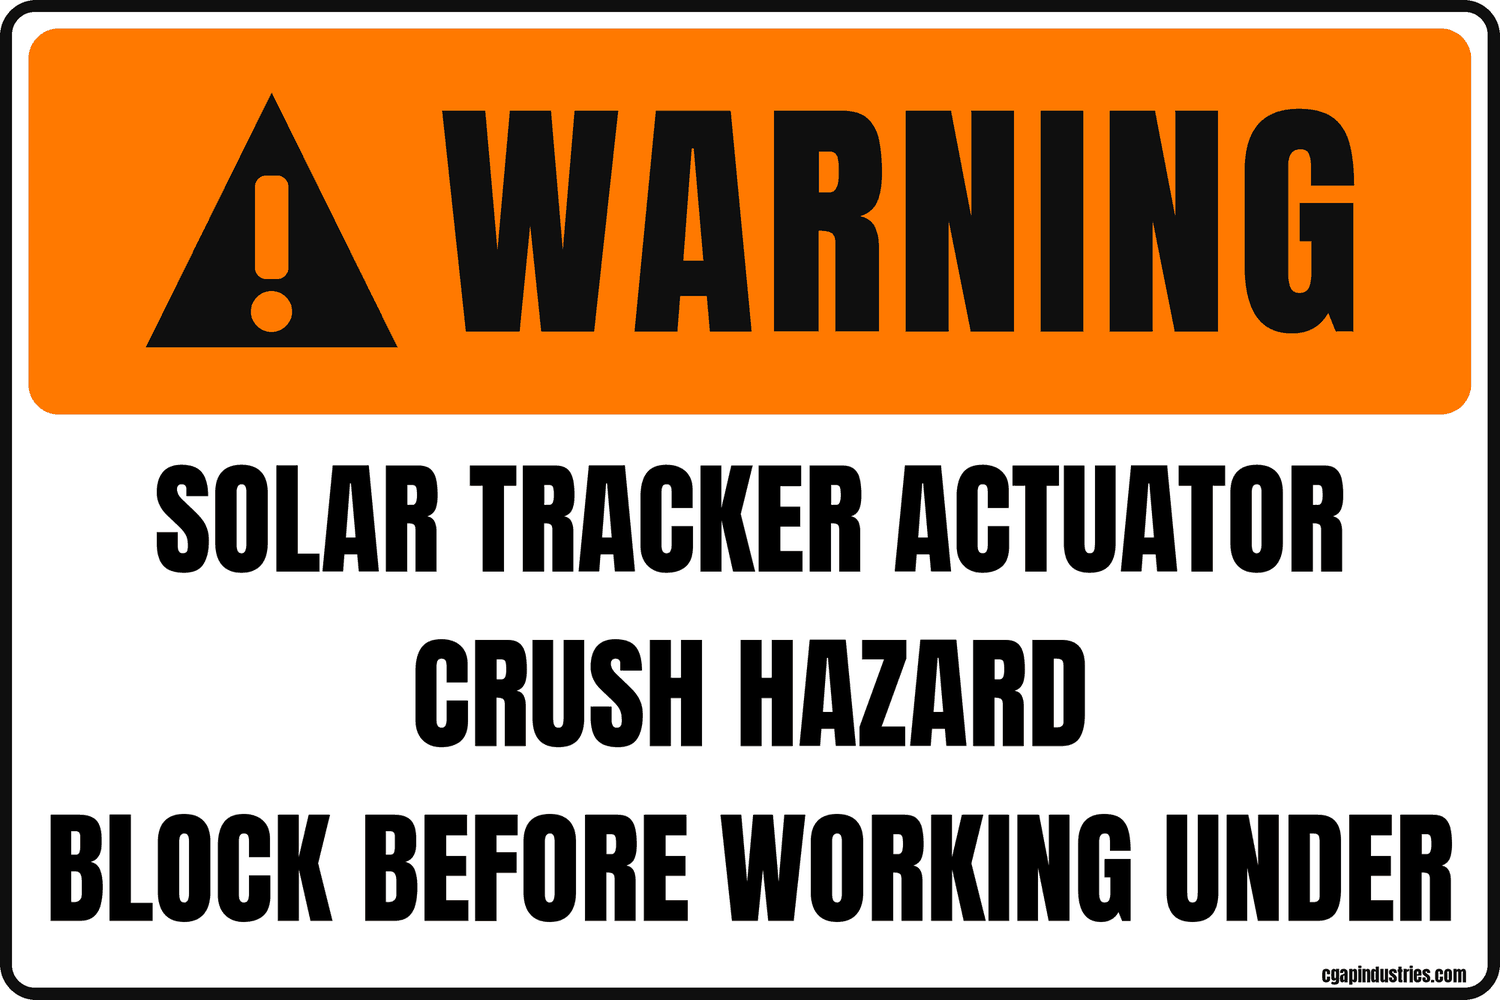 WARNING
SOLAR TRACKER ACTUATOR
CRUSH HAZARD
BLOCK BEFORE WORKING UNDER
cgapindustries.com